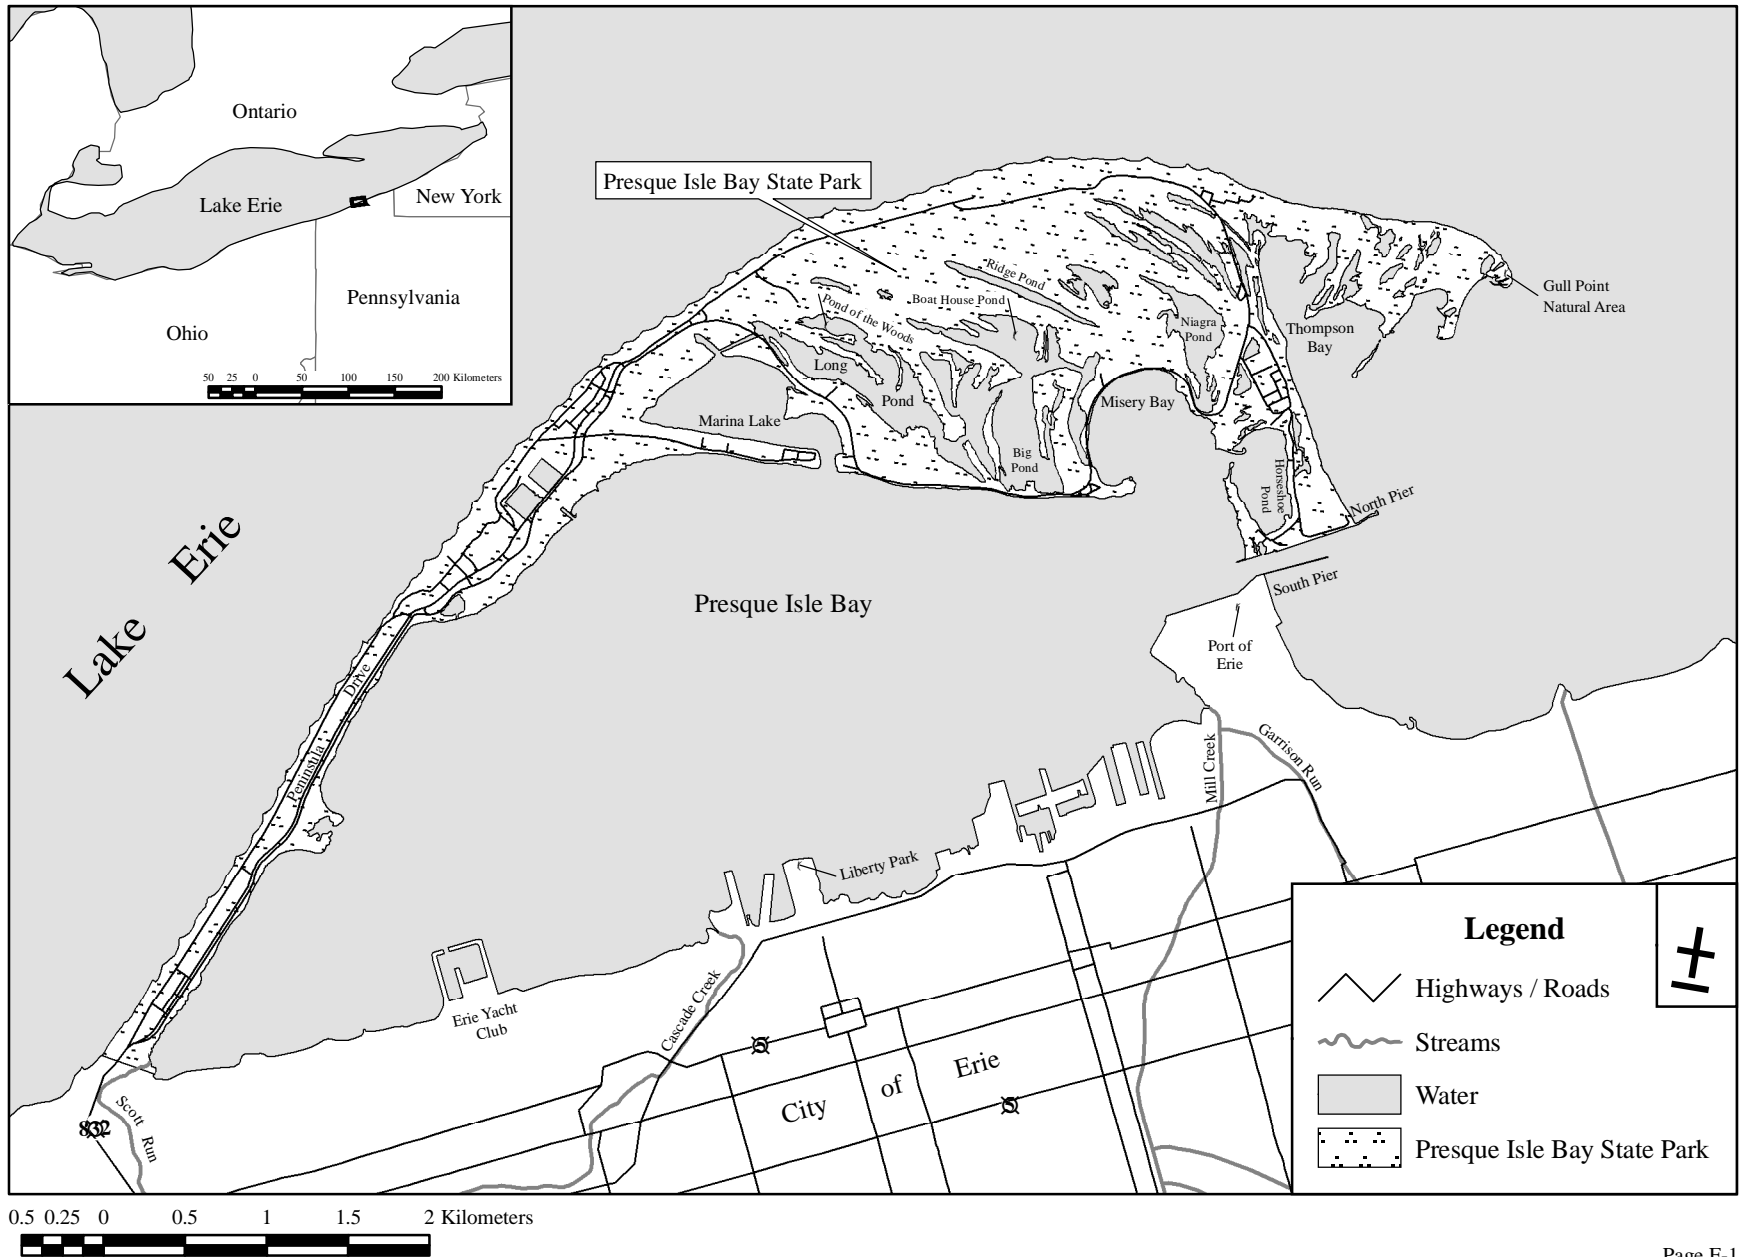 Ontario
Lake Erie
New York
Pennsylvania
Ohio
50 25 0 50 100 150 200 Kilometers
Presque Isle Bay State Park
Ridge Pond
Boat House Pond
Pond of the Woods
Gull Point
Natural Area
Niagra
Pond
Thompson
Bay
Long
Pond
Misery Bay
Marina Lake
Big
Pond
Horseshoe
Pond
North Pier
South Pier
Lake Erie
Presque Isle Bay
Port of
Erie
Peninsula Drive
Mill Creek
Garrison Run
Liberty Park
Erie Yacht
Club
Cascade Creek
5
City of Erie
5
Scott Run
832
Legend
Highways / Roads
Streams
Water
Presque Isle Bay State Park
0.5 0.25 0 0.5 1 1.5 2 Kilometers
Page F-1